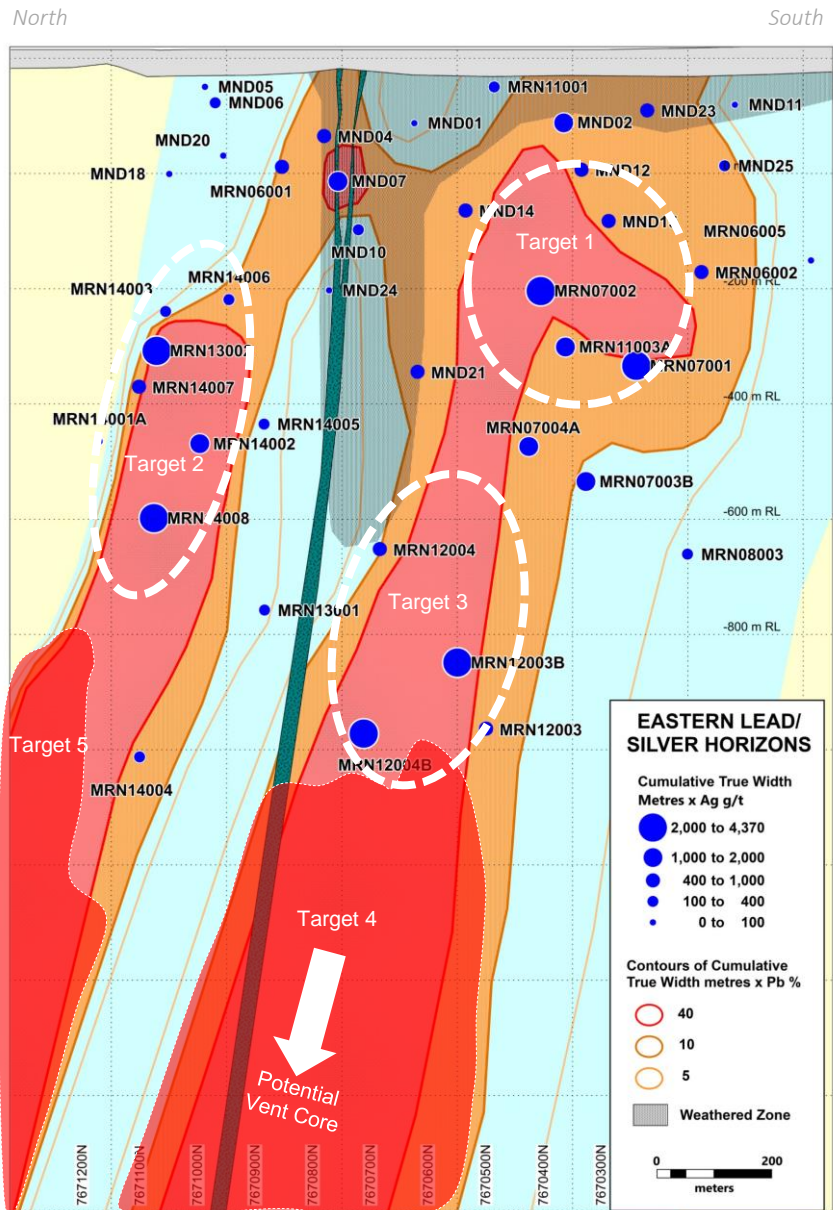 North
South
MND05
MND06
MRN11001
MND11
MND23
MND01
MND02
MND04
MND20
MND18
MRN06001
MND07
MND12
MND25
MND14
Target 1
MRN06005
MND10
MRN14006
MRN14003
MRN06002
-200 m RL
MND24
MRN07002
MRN11003A
MRN07001
MND21
MRN14007
-400 m RL
MRN14005
MRN07004A
MRN14002
Target 2
MRN07003B
MRN14008
-600 m RL
MRN12004
MRN08003
Target 3
MRN13001
-800 m RL
MRN12003B
MRN12003
Target 5
MRN12004B
MRN14004
Target 4
Potential
Vent Core
7671200N
7671100N
7671000N
7670900N
7670800N
7670700N
7670600N
7670500N
7670400N
7670300N
EASTERN LEAD/
SILVER HORIZONS
Cumulative True Width
Metres x Ag g/t
2,000 to 4,370
1,000 to 2,000
400 to 1,000
100 to 400
0 to 100
Contours of Cumulative
True Width metres x Pb %
40
10
5
Weathered Zone
0 200
meters